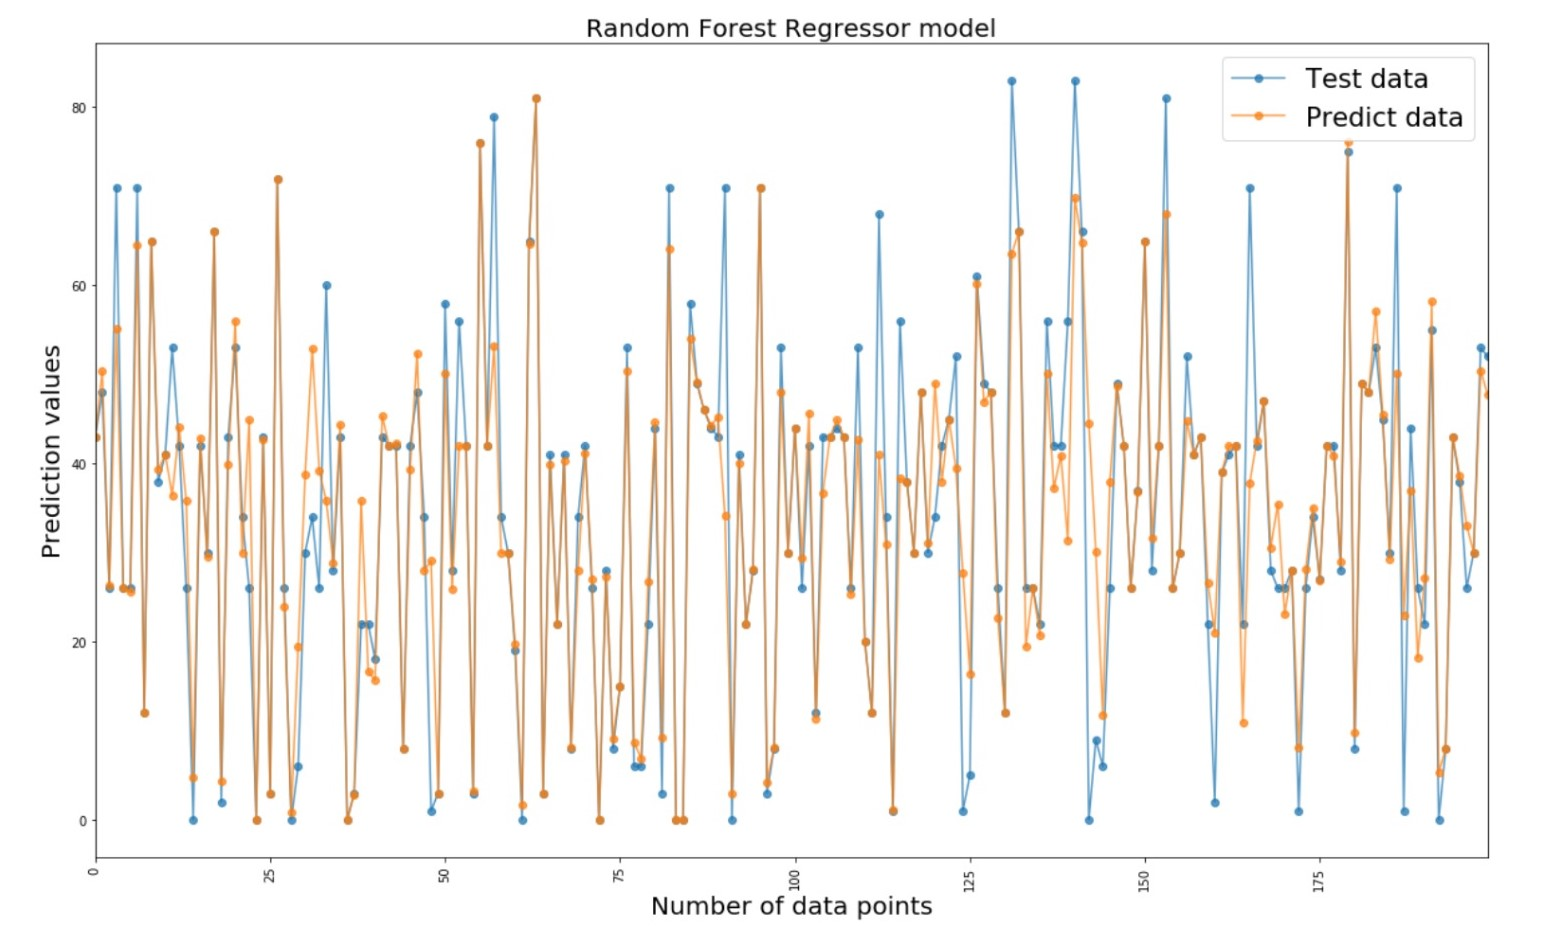 Random Forest Regressor model
Test data
Predict data
80
60
40
20
0
Prediction values
0
25
50
75
100
125
150
175
Number of data points